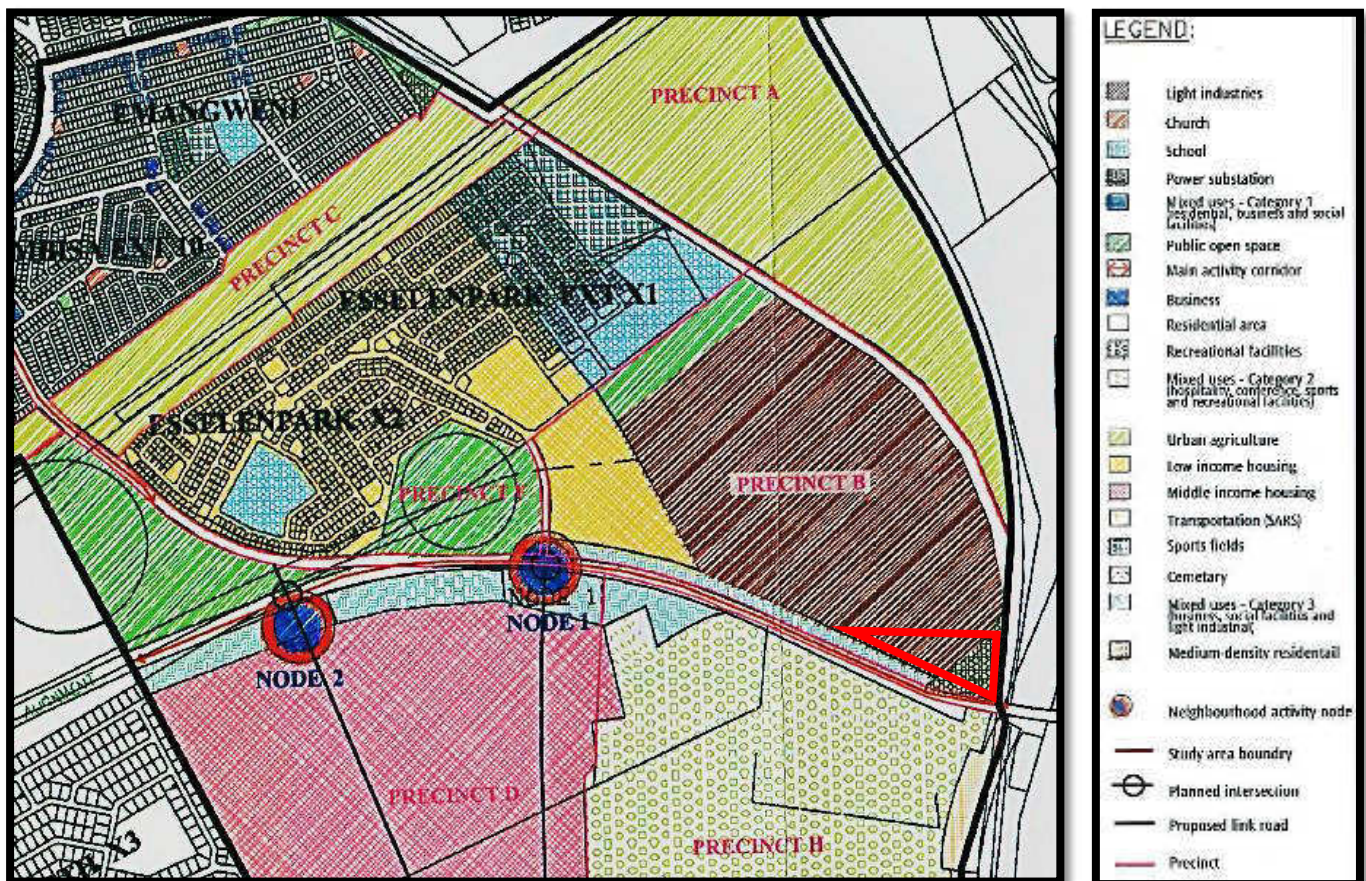 PRECINCT A
EMANGWENI
PRECINCT C
ESSELENPARK EXT X1
ESSELENPARK X2
PRECINCT F
PRECINCT B
NODE 1
NODE 1
NODE 2
PRECINCT D
PRECINCT H
X3
LEGEND:
Light industries
Church
School
Power substation
Mixed uses - Category 1
(residential, business and social
facilities)
Public open space
Main activity corridor
Business
Residential area
Recreational facilities
Mixed uses - Category 2
(hospitality, conference, sports
and recreational facilities)
Urban agriculture
Low income housing
Middle income housing
Transportation (SARS)
Sports fields
Cemetary
Mixed uses - Category 3
(business, social facilities and
light industrial)
Medium-density residentail
Neighbourhood activity node
Study area boundry
Planned intersection
Proposed link road
Precinct